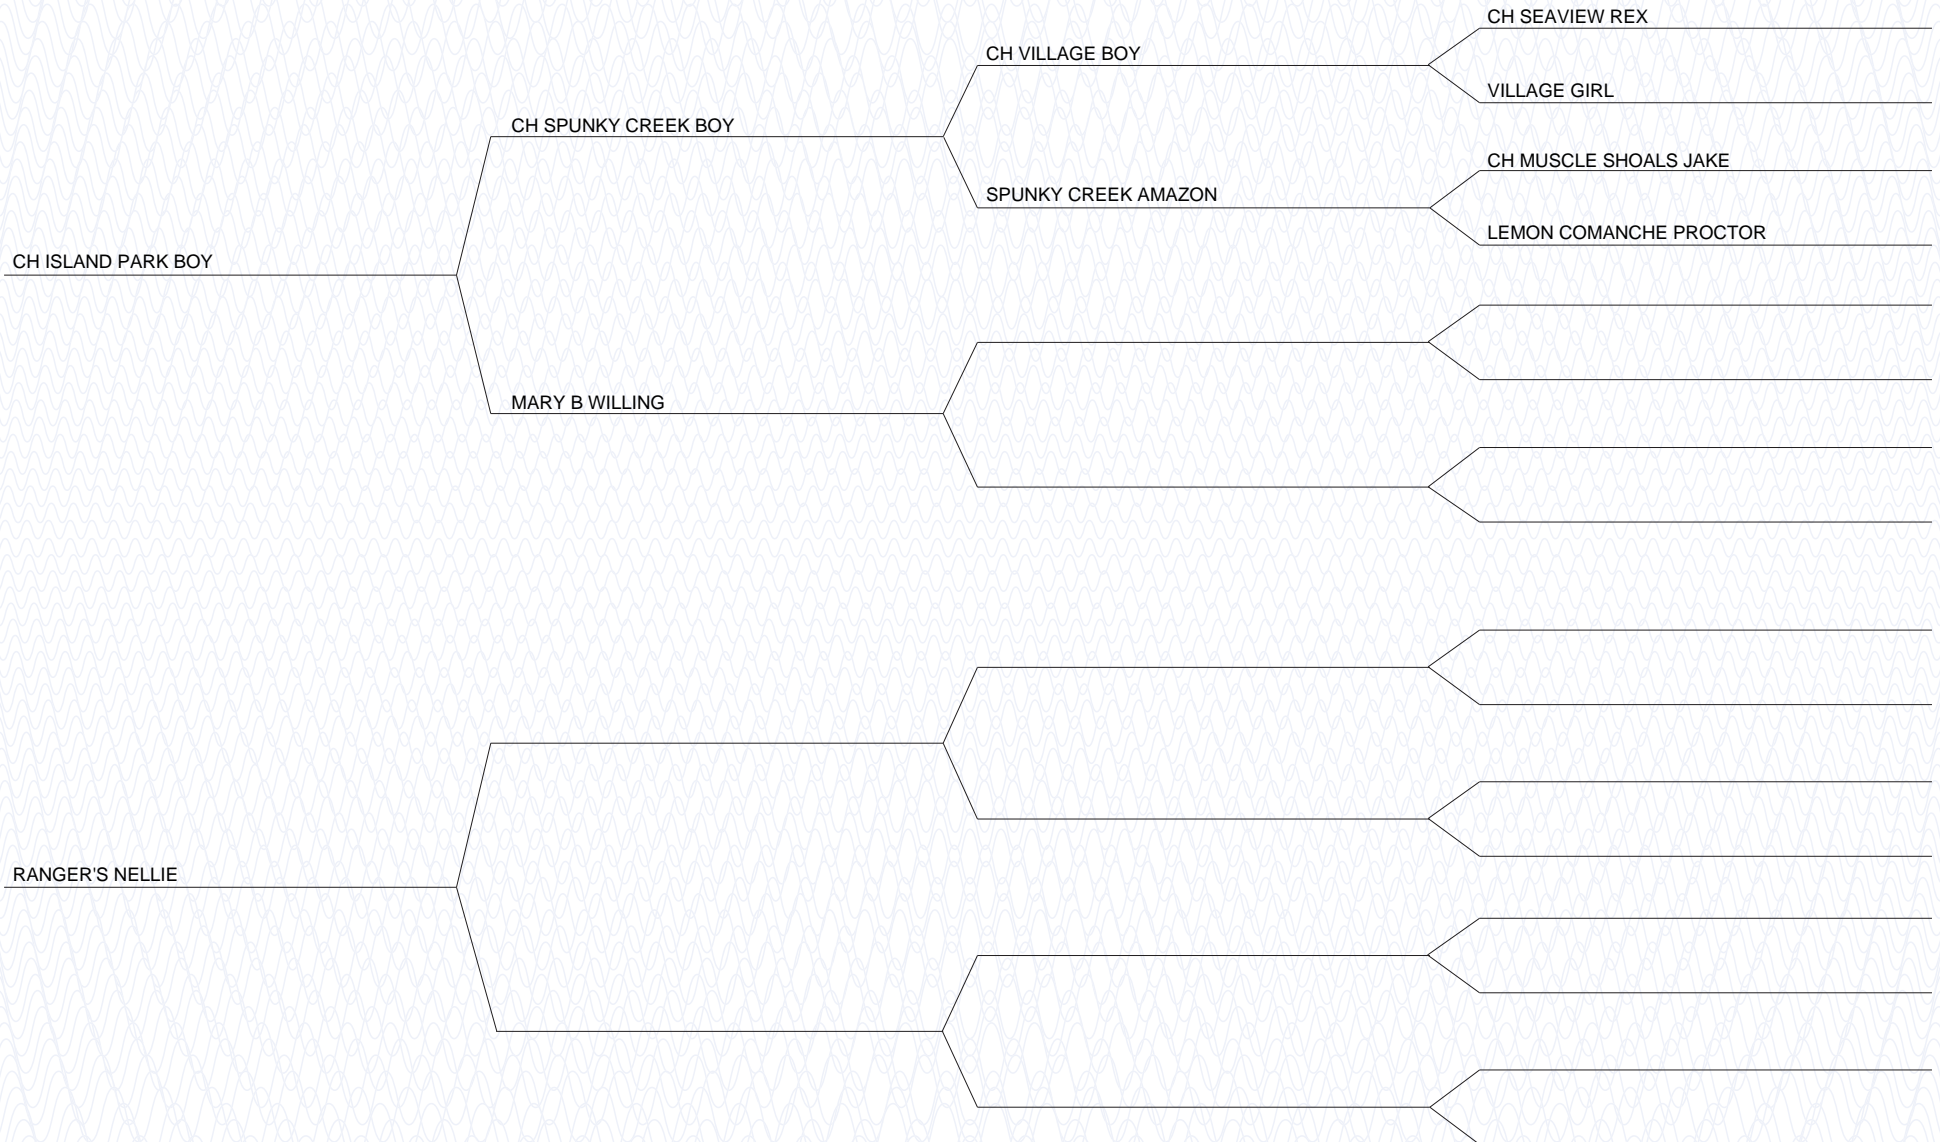 CH SEAVIEW REX
CH VILLAGE BOY
VILLAGE GIRL
CH SPUNKY CREEK BOY
CH MUSCLE SHOALS JAKE
SPUNKY CREEK AMAZON
LEMON COMANCHE PROCTOR
CH ISLAND PARK BOY
MARY B WILLING
RANGER'S NELLIE